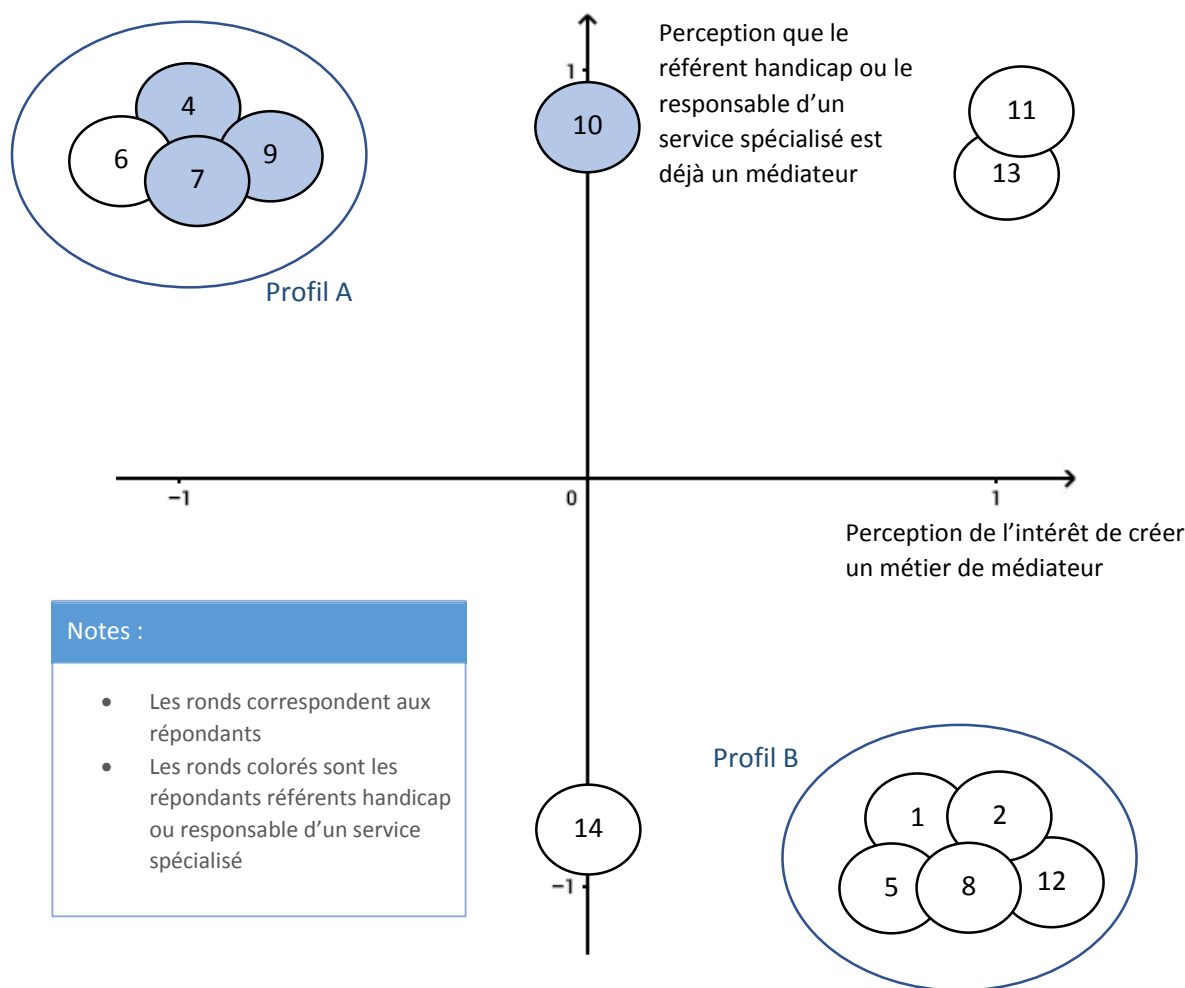 Perception que le
référent handicap ou le
responsable d’un
service spécialisé est
déjà un médiateur
1
4
6
9
7
Profil A
10
11
13
−1
0
1
Perception de l’intérêt de créer
un métier de médiateur
Notes :
• Les ronds correspondent aux
répondants
• Les ronds colorés sont les
répondants référents handicap
ou responsable d’un service
spécialisé
14
−1
Profil B
1
2
5
8
12